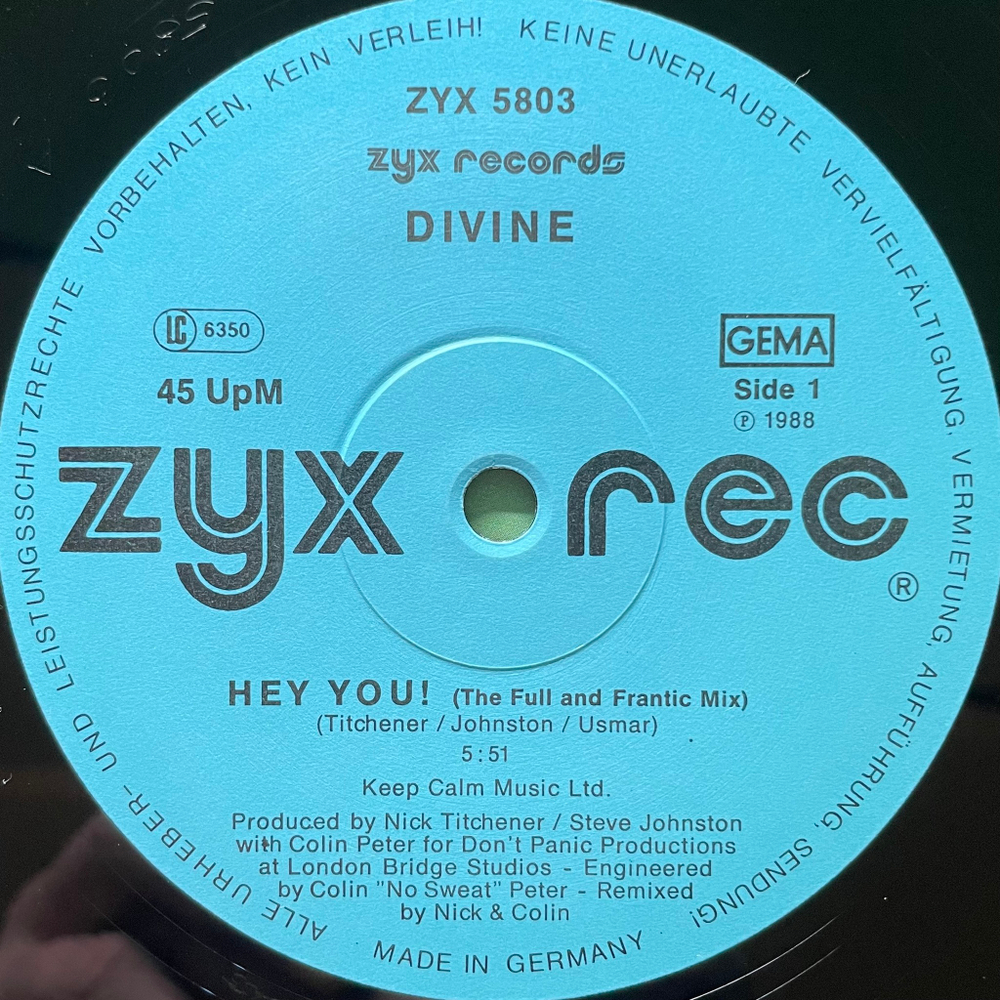 ALLE URHEBER- UND LEISTUNGSSCHUTZRECHTE VORBEHALTEN, KEIN VERLEIH! KEINE UNERLAUBTE VERVIELFÄLTIGUNG, VERMIETUNG, AUFFÜHRUNG, SENDUNG!
ZYX 5803
zyx records
DIVINE
LC 6350
GEMA
45 UpM
Side 1
Ⓟ 1988
zyx rec
®
HEY YOU! (The Full and Frantic Mix)
(Titchener / Johnston / Usmar)
5:51
Keep Calm Music Ltd.
Produced by Nick Titchener / Steve Johnston
with Colin Peter for Don't Panic Productions
at London Bridge Studios - Engineered
by Colin "No Sweat" Peter - Remixed
by Nick & Colin
MADE IN GERMANY